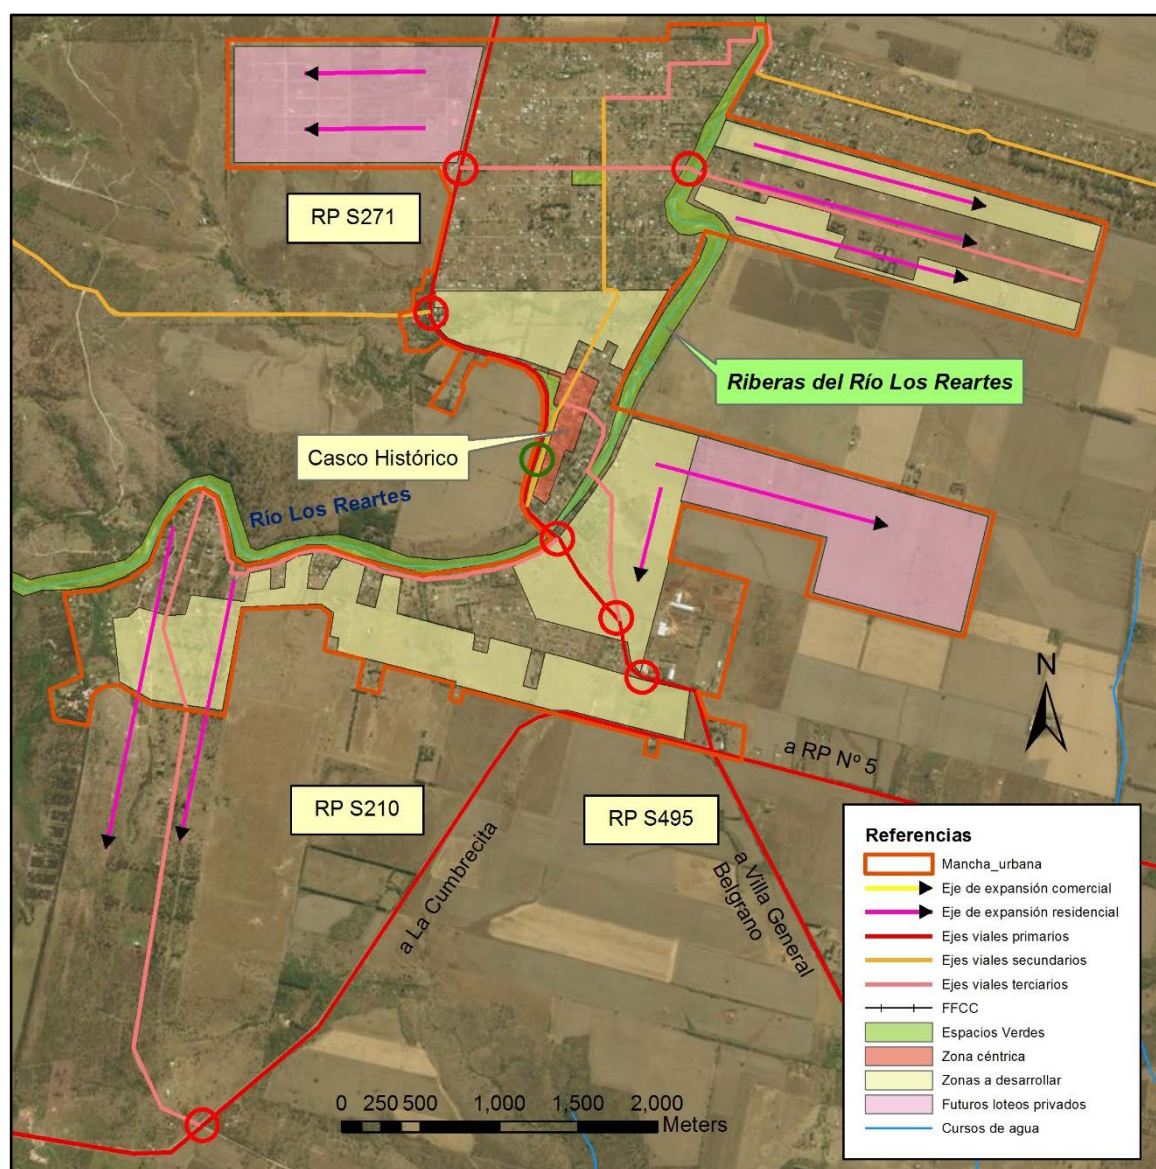 RP S271
Riberas del Río Los Reartes
Casco Histórico
Río Los Reartes
N
a RP Nº 5
RP S210
RP S495
a La Cumbrecita
a Villa General
Belgrano
0 250 500 1,000 1,500 2,000
Meters
Referencias
Mancha_urbana
Eje de expansión comercial
Eje de expansión residencial
Ejes viales primarios
Ejes viales secundarios
Ejes viales terciarios
FFCC
Espacios Verdes
Zona céntrica
Zonas a desarrollar
Futuros loteos privados
Cursos de agua